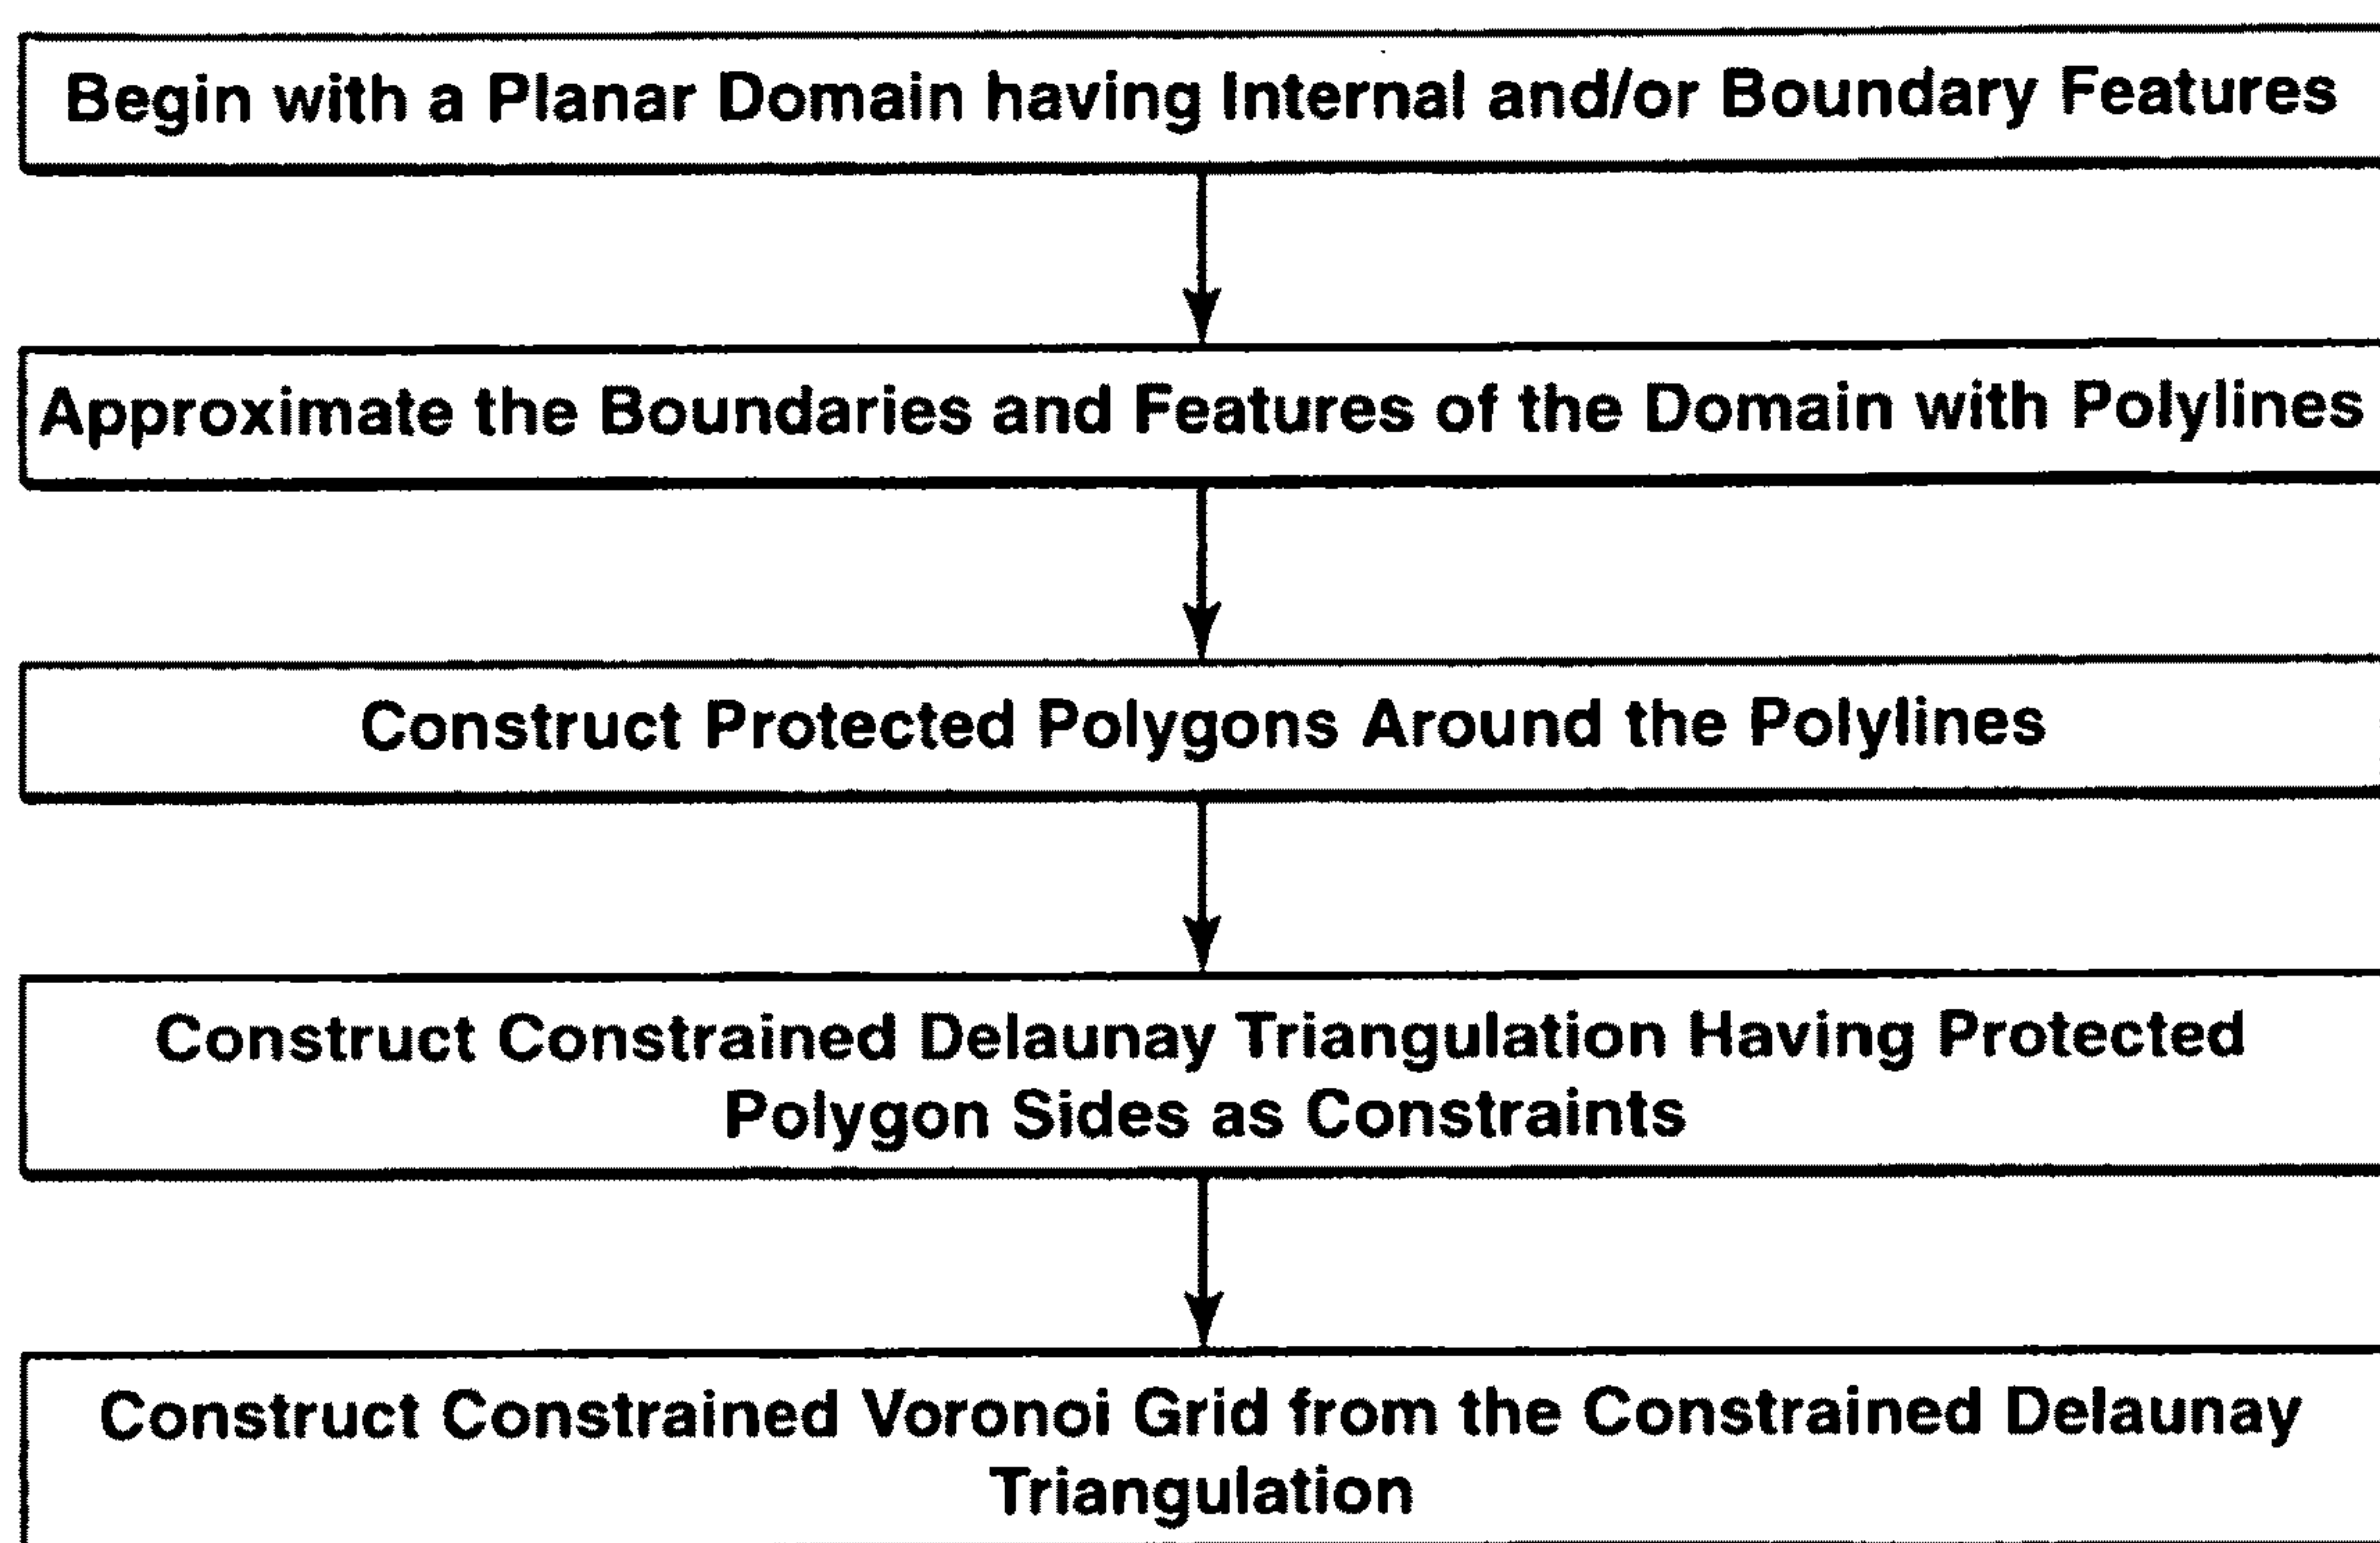 Begin with a Planar Domain having Internal and/or Boundary Features
Approximate the Boundaries and Features of the Domain with Polylines
Construct Protected Polygons Around the Polylines
Construct Constrained Delaunay Triangulation Having Protected
Polygon Sides as Constraints
Construct Constrained Voronoi Grid from the Constrained Delaunay
Triangulation